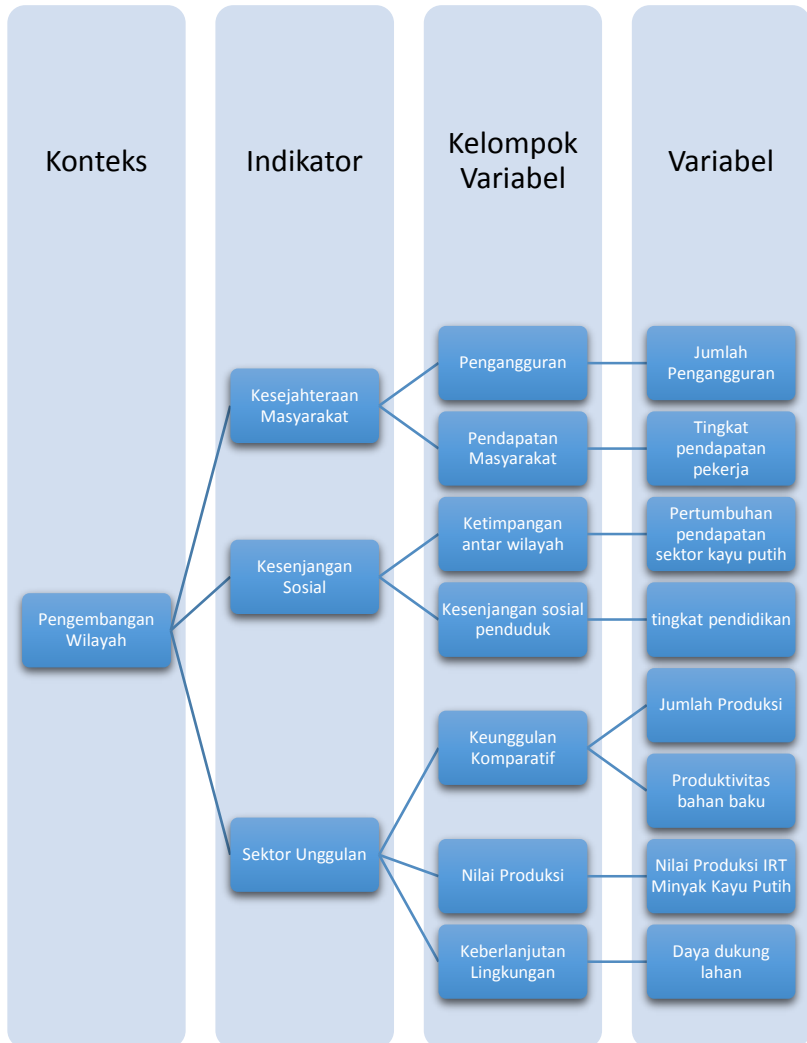 Konteks
Indikator
Kelompok
Variabel
Variabel
Pengembangan
Wilayah
Kesejahteraan
Masyarakat
Pengangguran
Jumlah
Pengangguran
Pendapatan
Masyarakat
Tingkat
pendapatan
pekerja
Kesenjangan
Sosial
Ketimpangan
antar wilayah
Pertumbuhan
pendapatan
sektor kayu putih
Kesenjangan sosial
penduduk
tingkat pendidikan
Sektor Unggulan
Keunggulan
Komparatif
Jumlah Produksi
Produktivitas
bahan baku
Nilai Produksi
Nilai Produksi IRT
Minyak Kayu Putih
Keberlanjutan
Lingkungan
Daya dukung
lahan